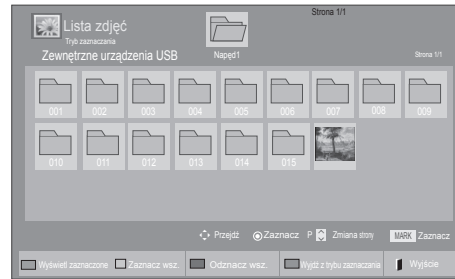 Strona 1/1
Lista zdjęć
Tryb zaznaczania
Zewnętrzne urządzenia USB
Napęd1
Strona 1/1
001 002 003 004 005 006 007 008 009
010 011 012 013 014 015
Przejdź Zaznacz P Zmiana strony MARK Zaznacz
Wyświetl zaznaczone Zaznacz wsz. Odznacz wsz. Wyjdź z trybu zaznaczania Wyjście